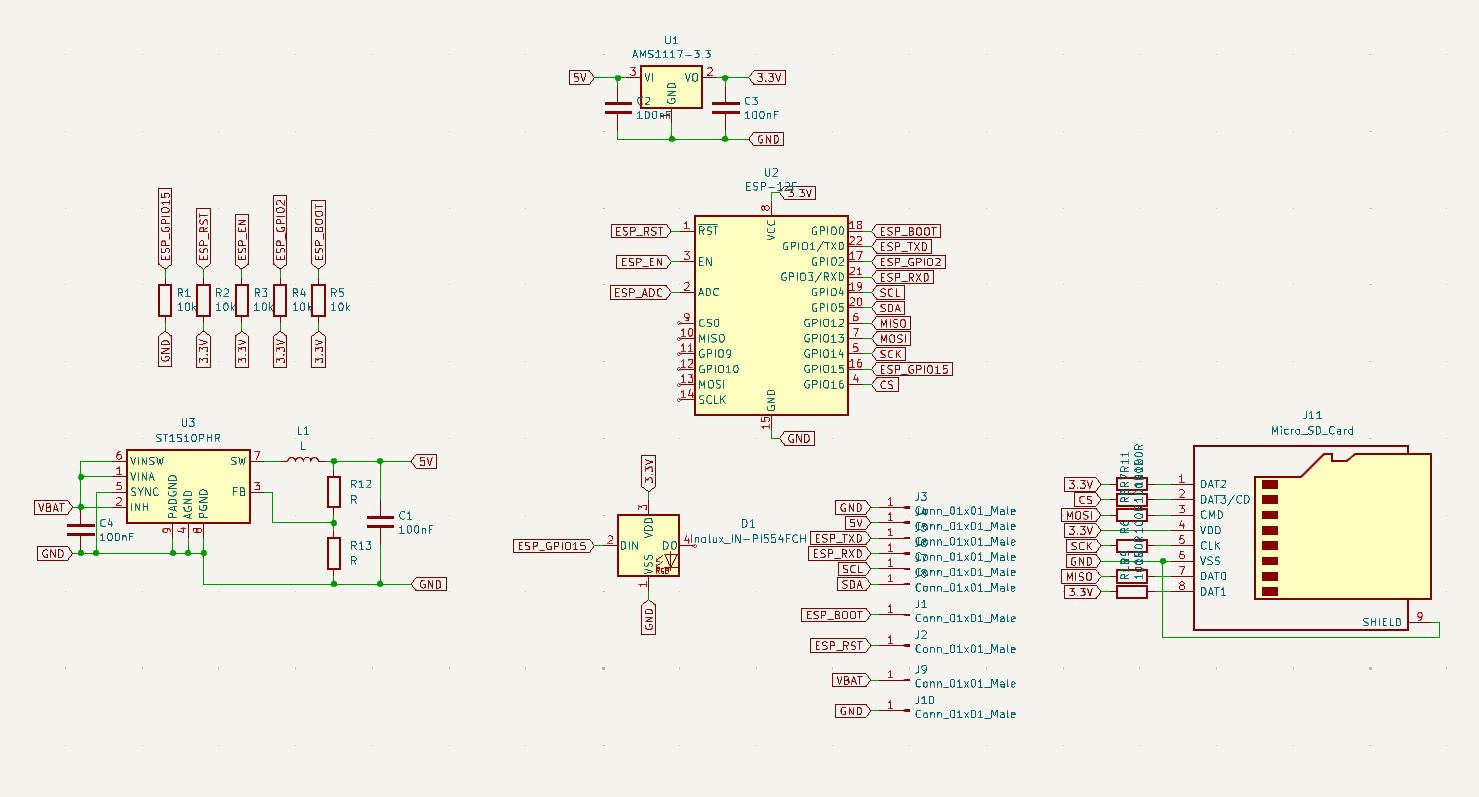 U1
AMS1117-3.3
5V
3
VI
VO
2
3.3V
GND
1
C2
100nF
C3
100nF
GND
U2
ESP-12F
3.3V
8
VCC
ESP_RST
1
RST
ESP_EN
3
EN
ESP_ADC
2
ADC
9
CS0
10
MISO
11
GPIO9
12
GPIO10
13
MOSI
14
SCLK
GPIO0
18
ESP_BOOT
GPIO1/TXD
22
ESP_TXD
GPIO2
17
ESP_GPIO2
GPIO3/RXD
21
ESP_RXD
GPIO4
19
SCL
GPIO5
20
SDA
GPIO12
6
MISO
GPIO13
7
MOSI
GPIO14
5
SCK
GPIO15
16
ESP_GPIO15
GPIO16
4
CS
GND
15
GND
ESP_GPIO15
R1
10k
GND
ESP_RST
R2
10k
3.3V
ESP_EN
R3
10k
3.3V
ESP_GPIO2
R4
10k
3.3V
ESP_BOOT
R5
10k
3.3V
U3
ST1S10PHR
6
VINSW
1
VINA
5
SYNC
2
INH
SW
7
FB
3
PADGND
AGND
PGND
9
4
8
VBAT
C4
100nF
GND
L1
L
5V
R12
R
R13
R
C1
100nF
GND
3.3V
3
VDD
ESP_GPIO15
2
DIN
DO
4
VSS
RGB
1
GND
D1
Inolux_IN-PI554FCH
GND
1
J3
Conn_01x01_Male
5V
1
Conn_01x01_Male
ESP_TXD
1
Conn_01x01_Male
ESP_RXD
1
Conn_01x01_Male
SCL
1
Conn_01x01_Male
SDA
1
Conn_01x01_Male
ESP_BOOT
1
J1
Conn_01x01_Male
ESP_RST
1
J2
Conn_01x01_Male
VBAT
1
J9
Conn_01x01_Male
GND
1
J10
Conn_01x01_Male
J11
Micro_SD_Card
3.3V
1
DAT2
CS
2
DAT3/CD
MOSI
3
CMD
3.3V
4
VDD
SCK
5
CLK
GND
6
VSS
MISO
7
DAT0
3.3V
8
DAT1
SHIELD
9
R11